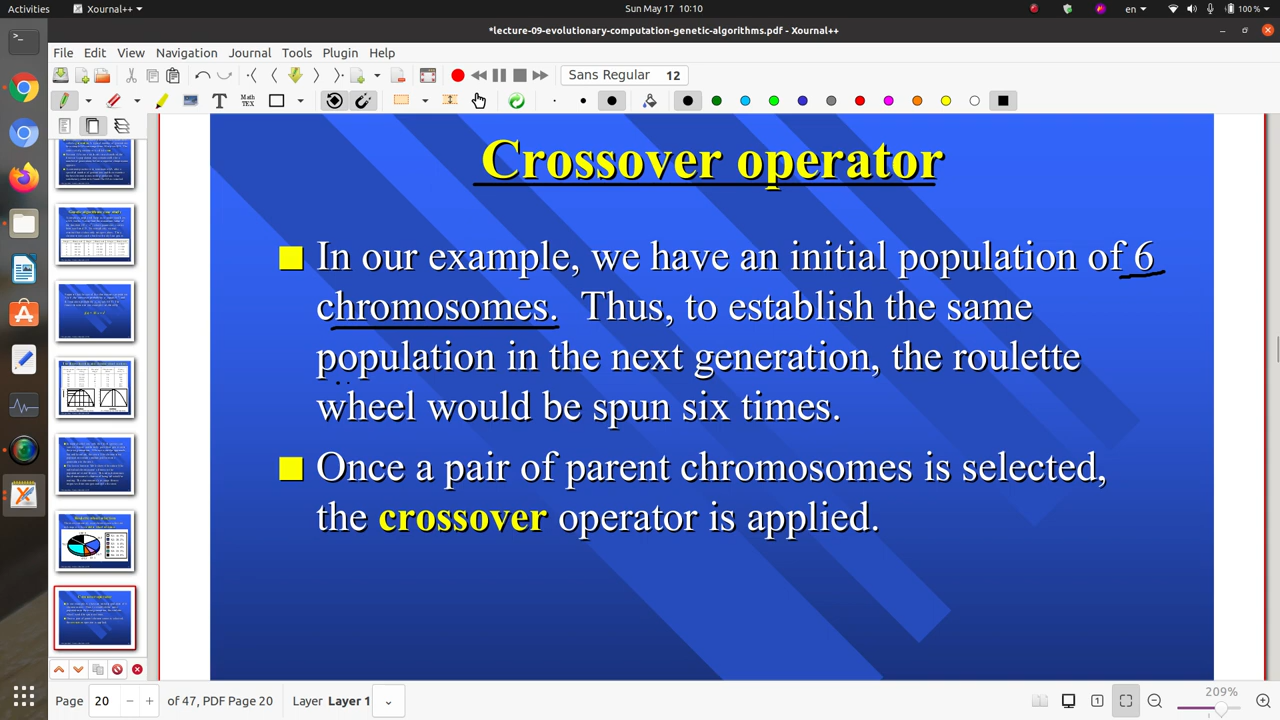 Activities
Xournal++
Sun May 17 10:10
en
100 %
*lecture-09-evolutionary-computation-genetic-algorithms.pdf - Xournal++
File Edit View Navigation Journal Tools Plugin Help
Sans Regular 12
Crossover operator
In our example, we have an initial population of 6
chromosomes. Thus, to establish the same
population in the next generation, the roulette
wheel would be spun six times.
Once a pair of parent chromosomes is selected,
the crossover operator is applied.
Page 20 of 47, PDF Page 20 Layer Layer 1
209%